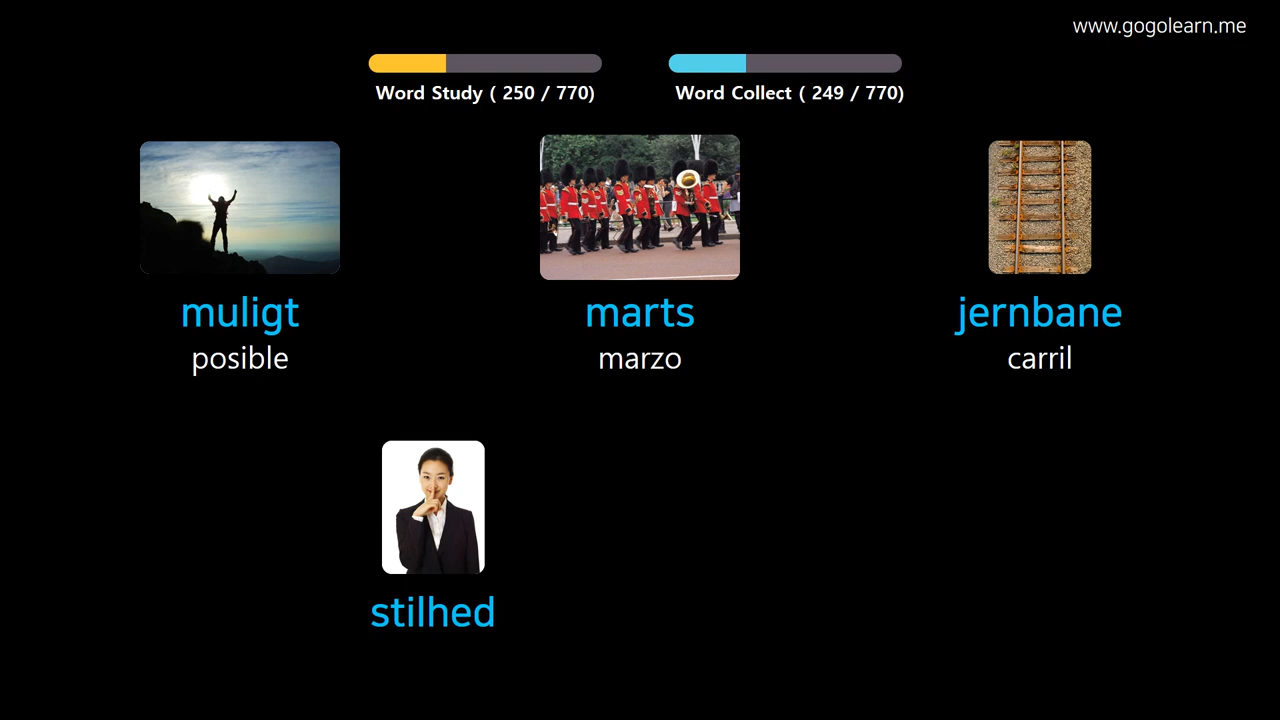 www.gogolearn.me
Word Study ( 250 / 770)
Word Collect ( 249 / 770)
muligt
marts
jernbane
posible
marzo
carril
stilhed